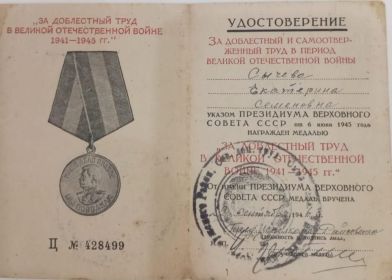 „ЗА ДОБЛЕСТНЫЙ ТРУД
В ВЕЛИКОЙ ОТЕЧЕСТВЕННОЙ ВОЙНЕ
1941—1945 гг.“
Ц № 428499
УДОСТОВЕРЕНИЕ
ЗА ДОБЛЕСТНЫЙ И САМООТВЕР-
ЖЕННЫЙ ТРУД В ПЕРИОД
ВЕЛИКОЙ ОТЕЧЕСТВЕННОЙ ВОЙНЫ
Сычева
Екатерина
Семеновна
УКАЗОМ ПРЕЗИДИУМА ВЕРХОВНОГО
СОВЕТА СССР от 6 июня 1945 года
НАГРАЖДЕН МЕДАЛЬЮ
„ЗА ДОБЛЕСТНЫЙ ТРУД
В ВЕЛИКОЙ ОТЕЧЕСТВЕННОЙ
ВОЙНЕ 1941—1945 гг.“
От имени ПРЕЗИДИУМА ВЕРХОВНОГО
СОВЕТА СССР МЕДАЛЬ ВРУЧЕНА
194